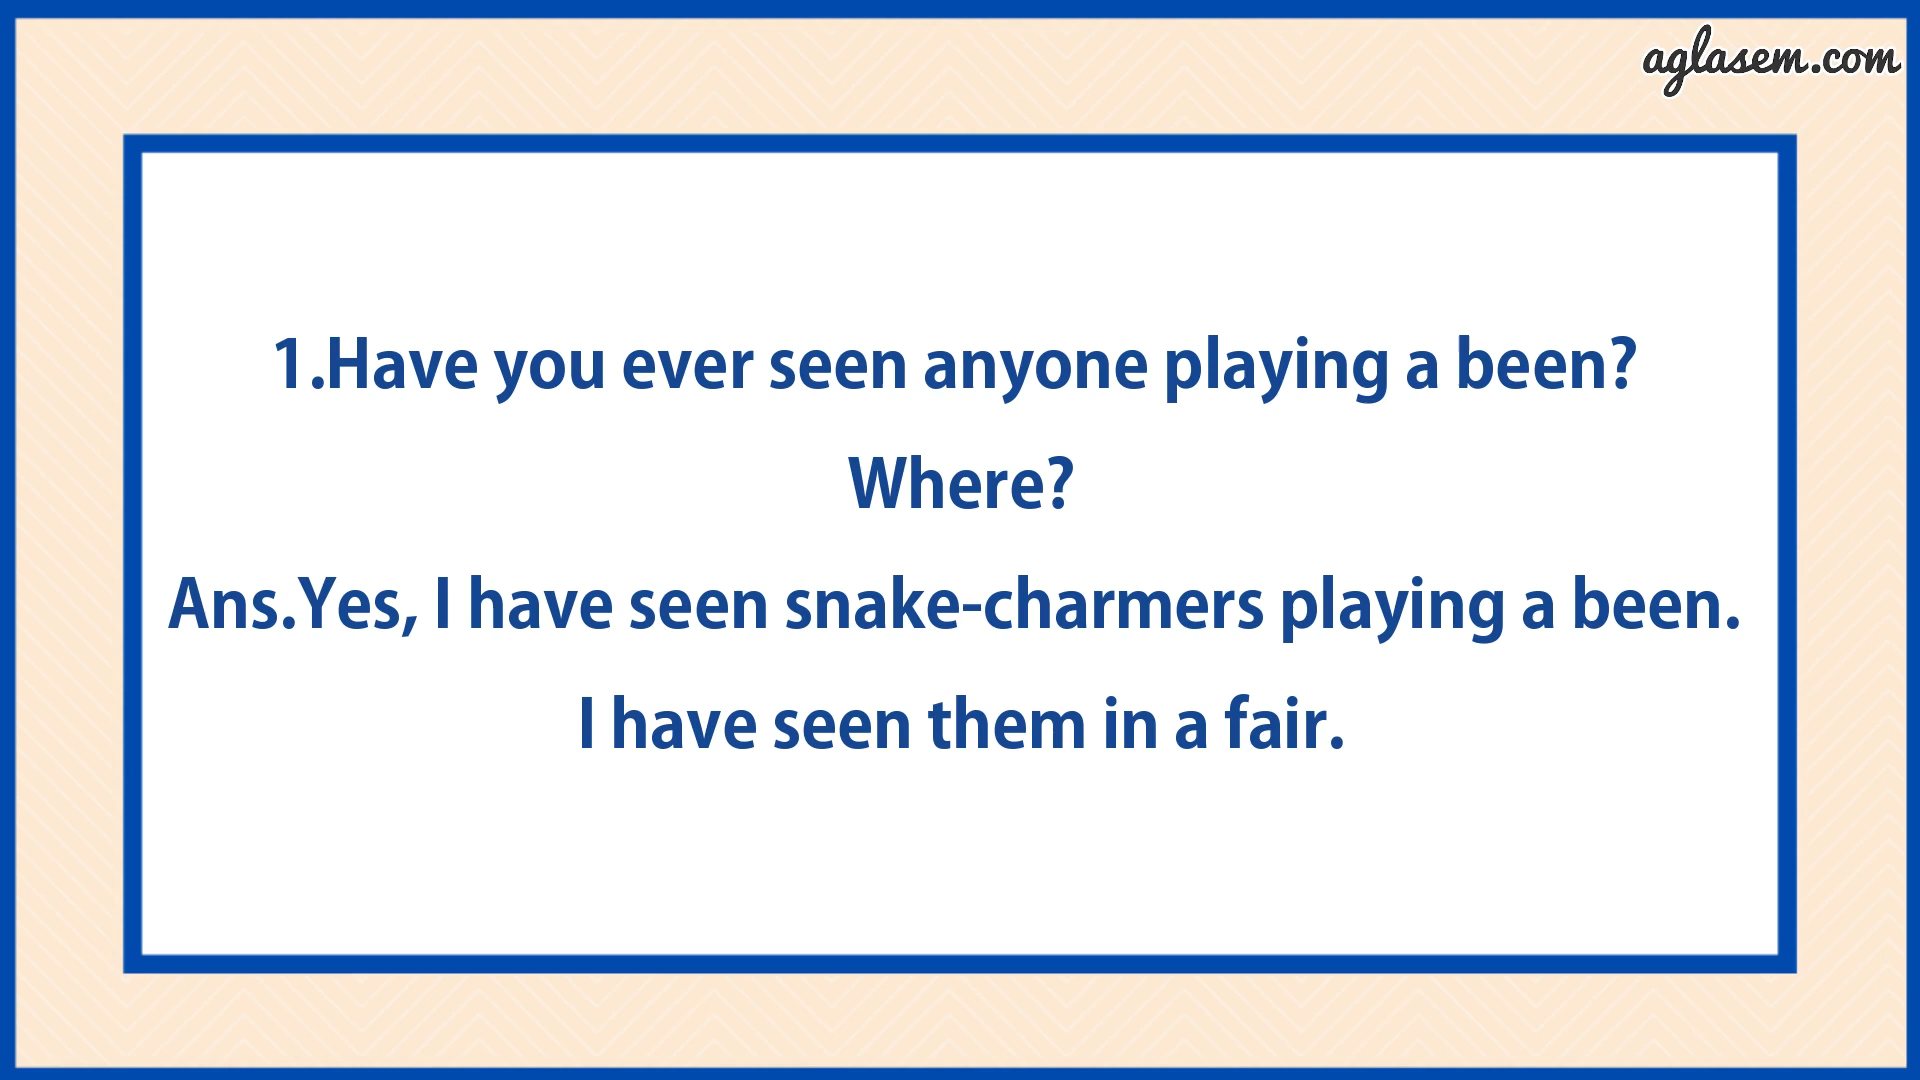 aglasem.com
1.Have you ever seen anyone playing a been?
Where?
Ans.Yes, I have seen snake-charmers playing a been.
I have seen them in a fair.